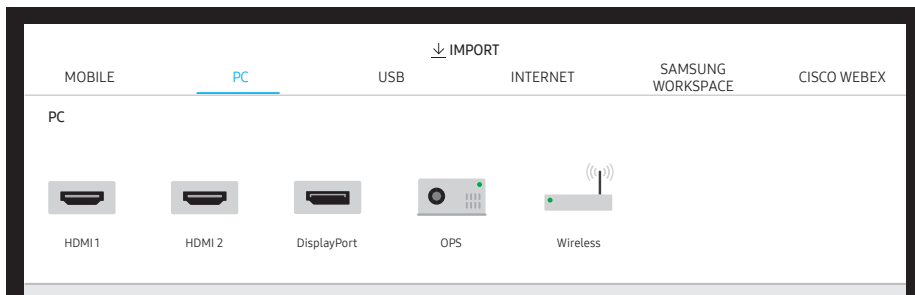 IMPORT
MOBILE PC USB INTERNET SAMSUNG WORKSPACE CISCO WEBEX
PC
HDMI 1 HDMI 2 DisplayPort OPS Wireless